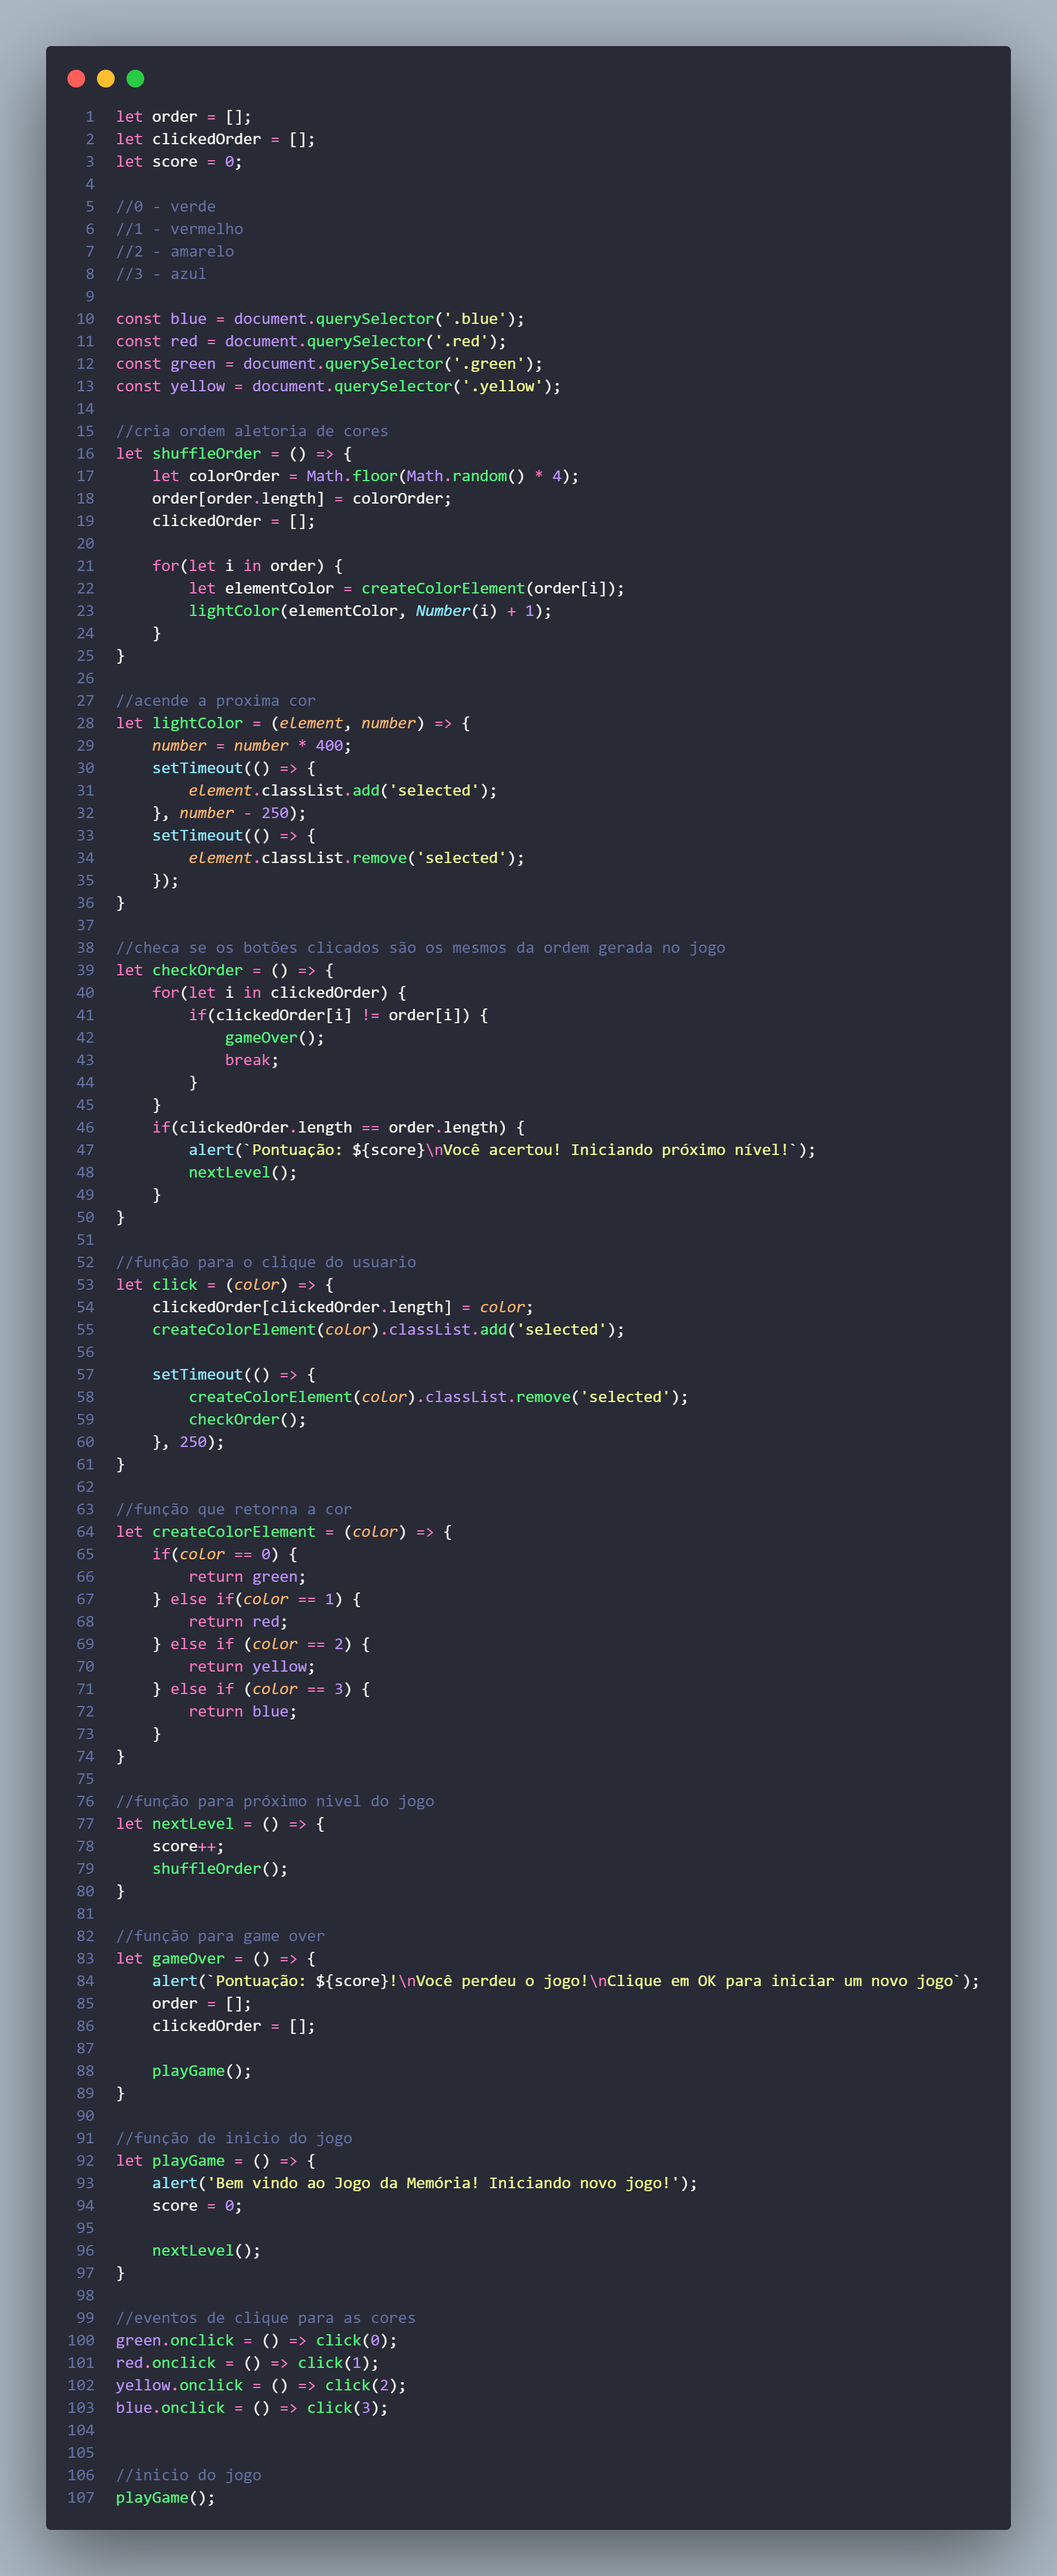 1 let order = [];
2 let clickedOrder = [];
3 let score = 0;
4
5 //0 - verde
6 //1 - vermelho
7 //2 - amarelo
8 //3 - azul
9
10 const blue = document.querySelector('.blue');
11 const red = document.querySelector('.red');
12 const green = document.querySelector('.green');
13 const yellow = document.querySelector('.yellow');
14
15 //cria ordem aletoria de cores
16 let shuffleOrder = () => {
17     let colorOrder = Math.floor(Math.random() * 4);
18     order[order.length] = colorOrder;
19     clickedOrder = [];
20
21     for(let i in order) {
22         let elementColor = createColorElement(order[i]);
23         lightColor(elementColor, Number(i) + 1);
24     }
25 }
26
27 //acende a proxima cor
28 let lightColor = (element, number) => {
29     number = number * 400;
30     setTimeout(() => {
31         element.classList.add('selected');
32     }, number - 250);
33     setTimeout(() => {
34         element.classList.remove('selected');
35     });
36 }
37
38 //checa se os botões clicados são os mesmos da ordem gerada no jogo
39 let checkOrder = () => {
40     for(let i in clickedOrder) {
41         if(clickedOrder[i] != order[i]) {
42             gameOver();
43             break;
44         }
45     }
46     if(clickedOrder.length == order.length) {
47         alert(`Pontuação: ${score}\nVocê acertou! Iniciando próximo nível!`);
48         nextLevel();
49     }
50 }
51
52 //função para o clique do usuario
53 let click = (color) => {
54     clickedOrder[clickedOrder.length] = color;
55     createColorElement(color).classList.add('selected');
56
57     setTimeout(() => {
58         createColorElement(color).classList.remove('selected');
59         checkOrder();
60     }, 250);
61 }
62
63 //função que retorna a cor
64 let createColorElement = (color) => {
65     if(color == 0) {
66         return green;
67     } else if(color == 1) {
68         return red;
69     } else if (color == 2) {
70         return yellow;
71     } else if (color == 3) {
72         return blue;
73     }
74 }
75
76 //função para próximo nivel do jogo
77 let nextLevel = () => {
78     score++;
79     shuffleOrder();
80 }
81
82 //função para game over
83 let gameOver = () => {
84     alert(`Pontuação: ${score}!\nVocê perdeu o jogo!\nClique em OK para iniciar um novo jogo`);
85     order = [];
86     clickedOrder = [];
87
88     playGame();
89 }
90
91 //função de inicio do jogo
92 let playGame = () => {
93     alert('Bem vindo ao Jogo da Memória! Iniciando novo jogo!');
94     score = 0;
95
96     nextLevel();
97 }
98
99 //eventos de clique para as cores
100 green.onclick = () => click(0);
101 red.onclick = () => click(1);
102 yellow.onclick = () => click(2);
103 blue.onclick = () => click(3);
104
105
106 //inicio do jogo
107 playGame();